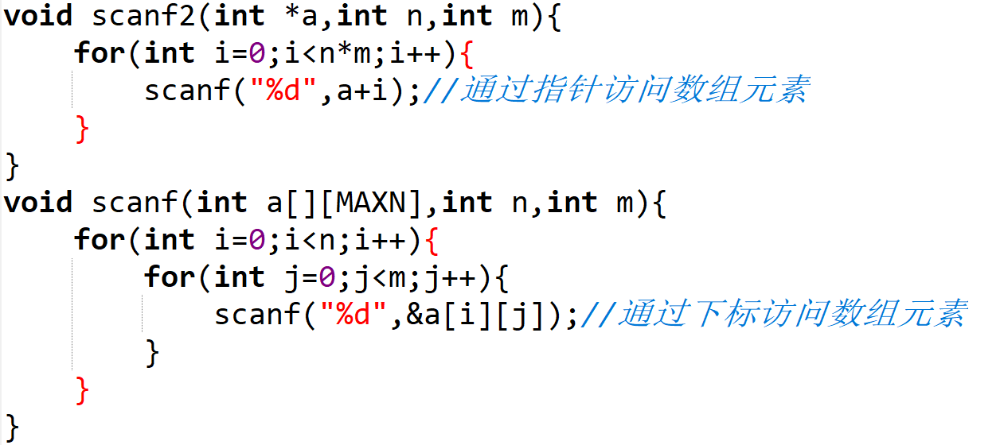 void scanf2(int *a,int n,int m){
    for(int i=0;i<n*m;i++){
        scanf("%d",a+i);//通过指针访问数组元素
    }
}
void scanf(int a[][MAXN],int n,int m){
    for(int i=0;i<n;i++){
        for(int j=0;j<m;j++){
            scanf("%d",&a[i][j]);//通过下标访问数组元素
        }
    }
}